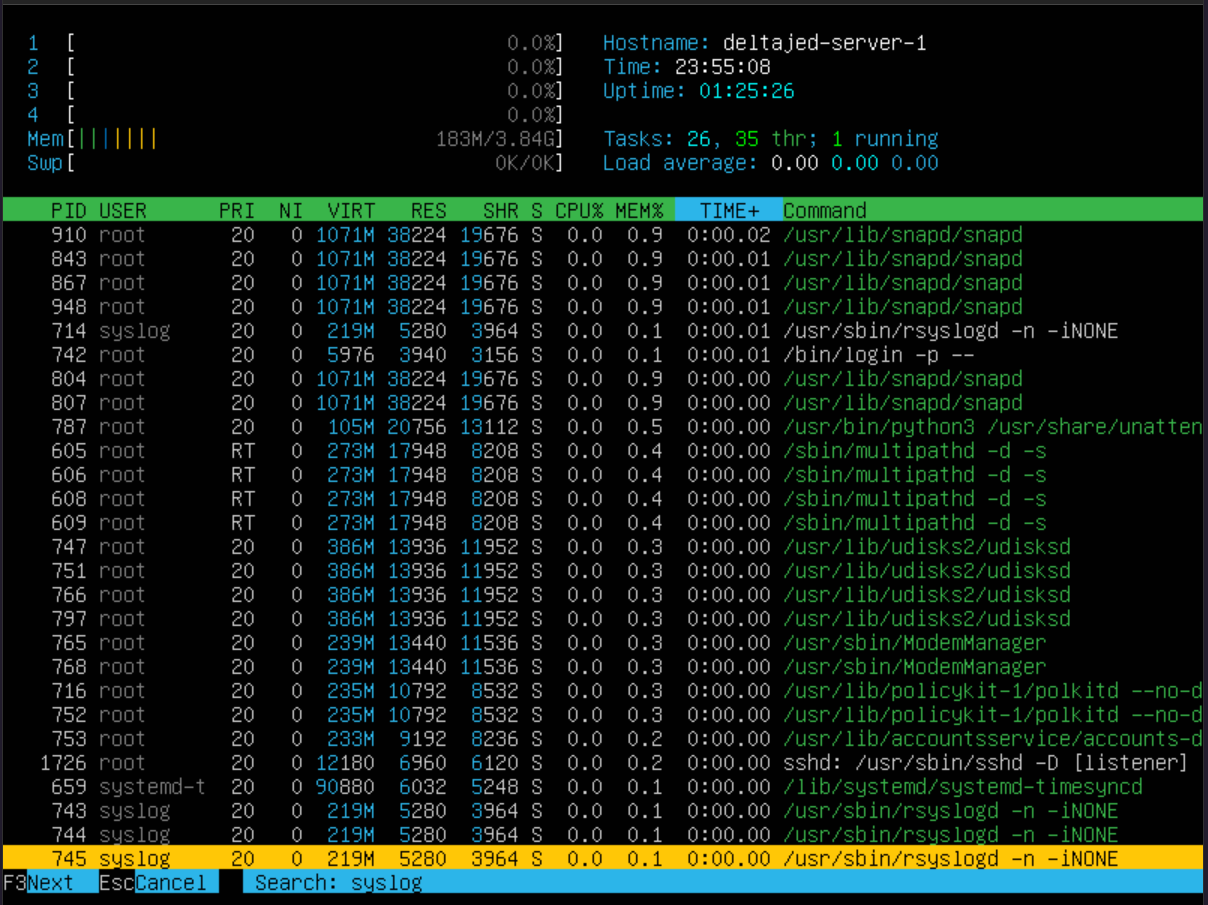 1 [ 0.0%] Hostname: deltajed-server-1
2 [ 0.0%] Time: 23:55:08
3 [ 0.0%] Uptime: 01:25:26
4 [ 0.0%]
Mem[||||||| 183M/3.84G] Tasks: 26, 35 thr; 1 running
Swp[ 0K/0K] Load average: 0.00 0.00 0.00
PID USER PRI NI VIRT RES SHR S CPU% MEM% TIME+ Command
910 root 20 0 1071M 38224 19676 S 0.0 0.9 0:00.02 /usr/lib/snapd/snapd
843 root 20 0 1071M 38224 19676 S 0.0 0.9 0:00.01 /usr/lib/snapd/snapd
867 root 20 0 1071M 38224 19676 S 0.0 0.9 0:00.01 /usr/lib/snapd/snapd
948 root 20 0 1071M 38224 19676 S 0.0 0.9 0:00.01 /usr/lib/snapd/snapd
714 syslog 20 0 219M 5280 3964 S 0.0 0.1 0:00.01 /usr/sbin/rsyslogd -n -iNONE
742 root 20 0 5976 3940 3156 S 0.0 0.1 0:00.01 /bin/login -p --
804 root 20 0 1071M 38224 19676 S 0.0 0.9 0:00.00 /usr/lib/snapd/snapd
807 root 20 0 1071M 38224 19676 S 0.0 0.9 0:00.00 /usr/lib/snapd/snapd
787 root 20 0 105M 20756 13112 S 0.0 0.5 0:00.00 /usr/bin/python3 /usr/share/unatten
605 root RT 0 273M 17948 8208 S 0.0 0.4 0:00.00 /sbin/multipathd -d -s
606 root RT 0 273M 17948 8208 S 0.0 0.4 0:00.00 /sbin/multipathd -d -s
608 root RT 0 273M 17948 8208 S 0.0 0.4 0:00.00 /sbin/multipathd -d -s
609 root RT 0 273M 17948 8208 S 0.0 0.4 0:00.00 /sbin/multipathd -d -s
747 root 20 0 386M 13936 11952 S 0.0 0.3 0:00.00 /usr/lib/udisks2/udisksd
751 root 20 0 386M 13936 11952 S 0.0 0.3 0:00.00 /usr/lib/udisks2/udisksd
766 root 20 0 386M 13936 11952 S 0.0 0.3 0:00.00 /usr/lib/udisks2/udisksd
797 root 20 0 386M 13936 11952 S 0.0 0.3 0:00.00 /usr/lib/udisks2/udisksd
765 root 20 0 239M 13440 11536 S 0.0 0.3 0:00.00 /usr/sbin/ModemManager
768 root 20 0 239M 13440 11536 S 0.0 0.3 0:00.00 /usr/sbin/ModemManager
716 root 20 0 235M 10792 8532 S 0.0 0.3 0:00.00 /usr/lib/policykit-1/polkitd --no-d
752 root 20 0 235M 10792 8532 S 0.0 0.3 0:00.00 /usr/lib/policykit-1/polkitd --no-d
753 root 20 0 233M 9192 8236 S 0.0 0.2 0:00.00 /usr/lib/accountsservice/accounts-d
1726 root 20 0 12180 6960 6120 S 0.0 0.2 0:00.00 sshd: /usr/sbin/sshd -D [listener]
659 systemd-t 20 0 90880 6032 5248 S 0.0 0.1 0:00.00 /lib/systemd/systemd-timesyncd
743 syslog 20 0 219M 5280 3964 S 0.0 0.1 0:00.00 /usr/sbin/rsyslogd -n -iNONE
744 syslog 20 0 219M 5280 3964 S 0.0 0.1 0:00.00 /usr/sbin/rsyslogd -n -iNONE
745 syslog 20 0 219M 5280 3964 S 0.0 0.1 0:00.00 /usr/sbin/rsyslogd -n -iNONE
F3Next EscCancel Search: syslog